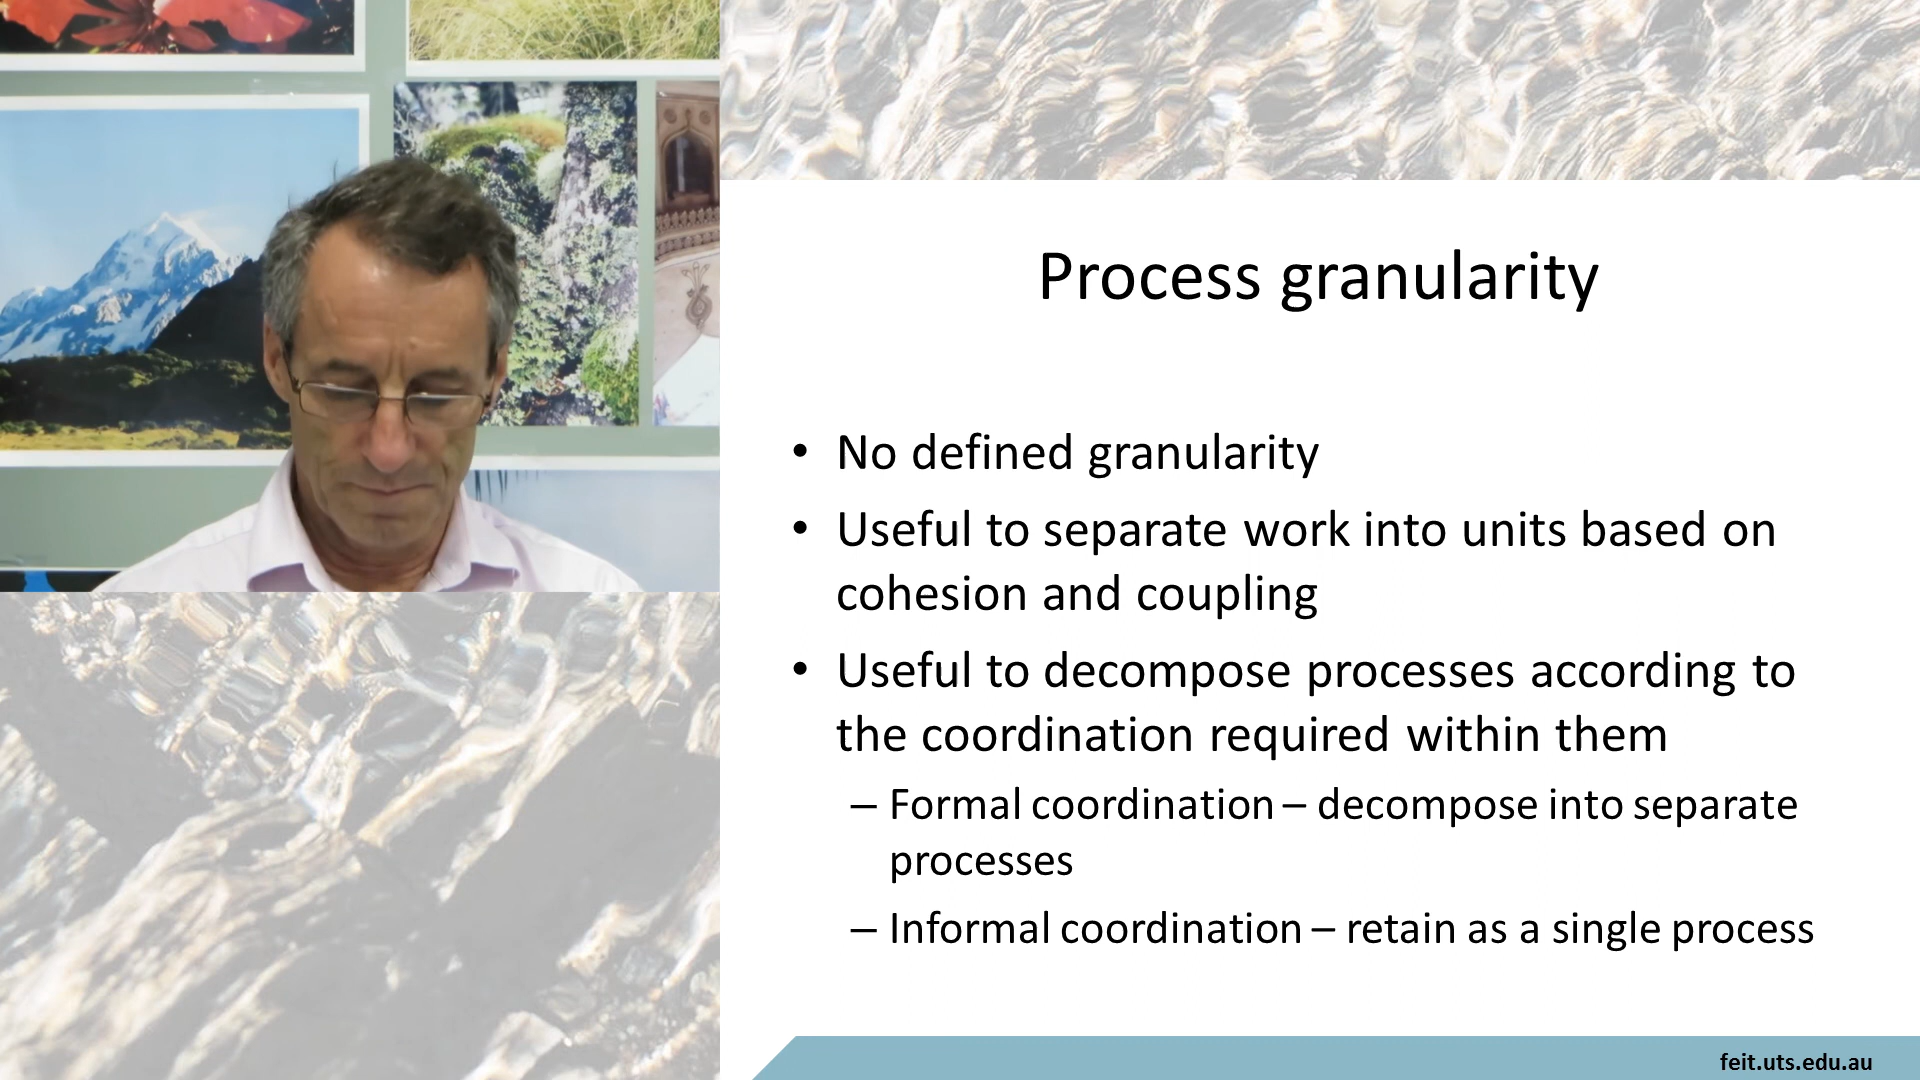 Process granularity
• No defined granularity
• Useful to separate work into units based on
cohesion and coupling
• Useful to decompose processes according to
the coordination required within them
– Formal coordination – decompose into separate
processes
– Informal coordination – retain as a single process
feit.uts.edu.au